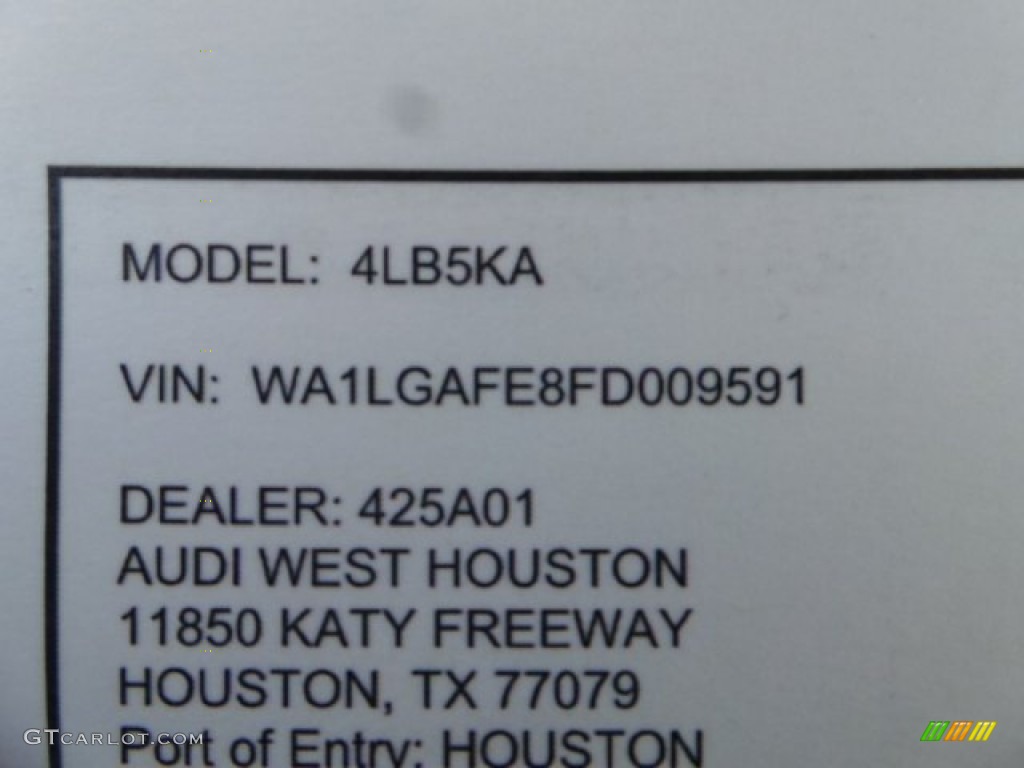 MODEL: 4LB5KA
VIN: WA1LGAFE8FD009591
DEALER: 425A01
AUDI WEST HOUSTON
11850 KATY FREEWAY
HOUSTON, TX 77079
Port of Entry: HOUSTON
GTCARLOT.COM